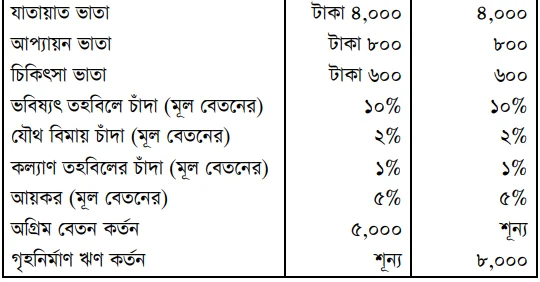 যাতায়াত ভাতা টাকা ৪,০০০ ৪,০০০
আপ্যায়ন ভাতা টাকা ৮০০ ৮০০
চিকিৎসা ভাতা টাকা ৬০০ ৬০০
ভবিষ্যৎ তহবিলে চাঁদা (মূল বেতনের) ১০% ১০%
যৌথ বিমায় চাঁদা (মূল বেতনের) ২% ২%
কল্যাণ তহবিলের চাঁদা (মূল বেতনের) ১% ১%
আয়কর (মূল বেতনের) ৫% ৫%
অগ্রিম বেতন কর্তন ৫,০০০ শূন্য
গৃহনির্মাণ ঋণ কর্তন শূন্য ৮,০০০